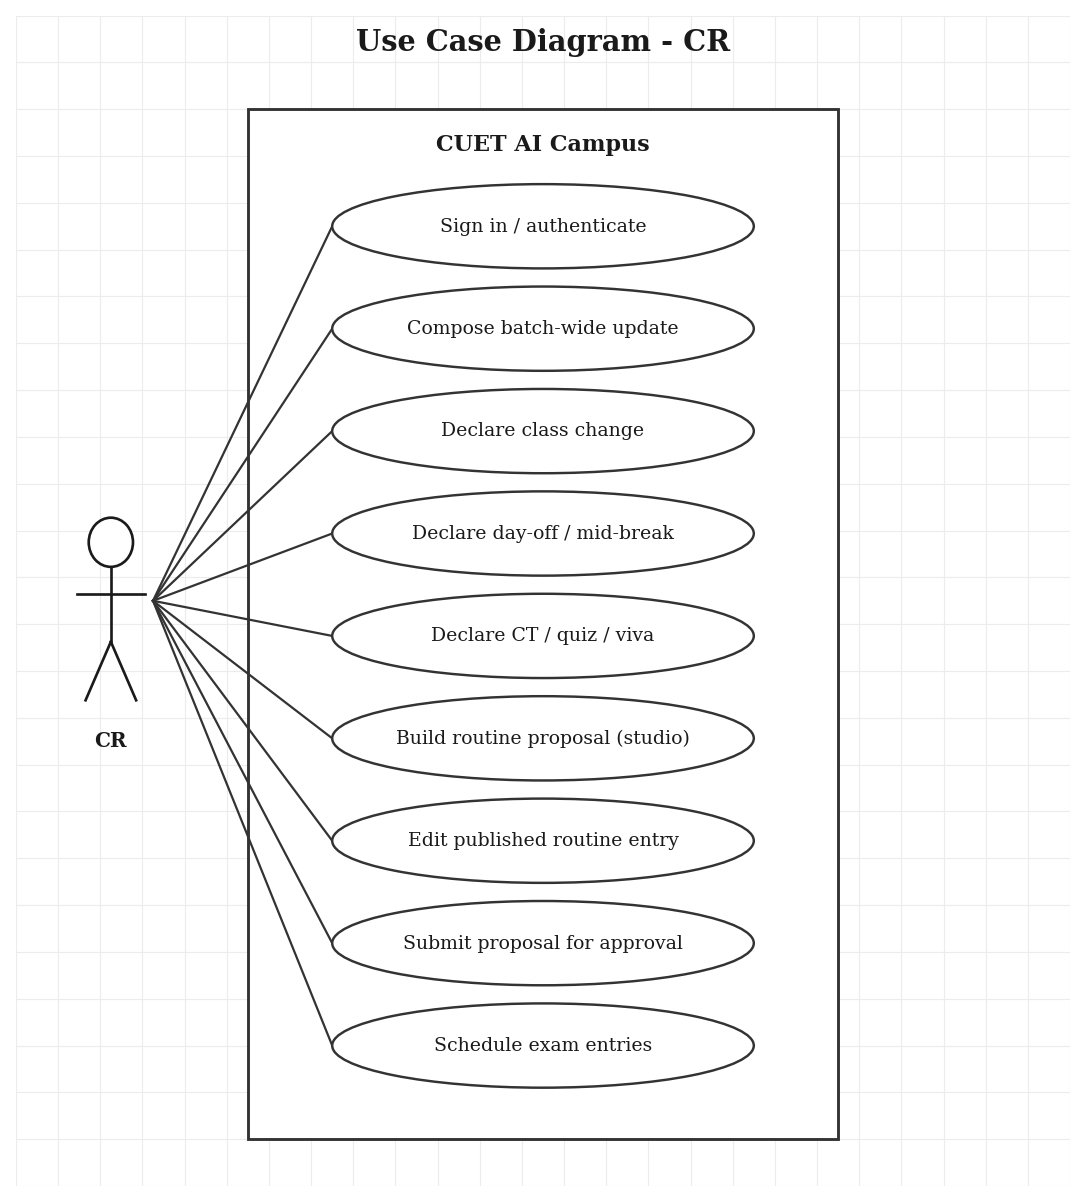 Use Case Diagram - CR
CUET AI Campus
Sign in / authenticate
Compose batch-wide update
Declare class change
Declare day-off / mid-break
Declare CT / quiz / viva
Build routine proposal (studio)
Edit published routine entry
Submit proposal for approval
Schedule exam entries
CR